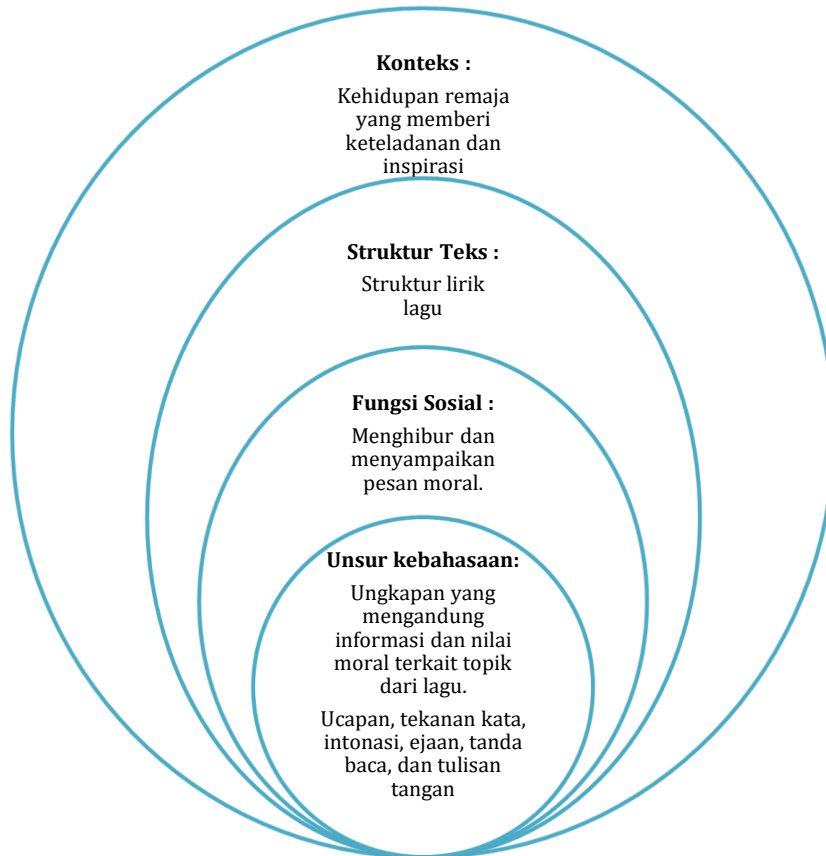 Konteks :
Kehidupan remaja
yang memberi
keteladanan dan
inspirasi
Struktur Teks :
Struktur lirik
lagu
Fungsi Sosial :
Menghibur dan
menyampaikan
pesan moral.
Unsur kebahasaan:
Ungkapan yang
mengandung
informasi dan nilai
moral terkait topik
dari lagu.
Ucapan, tekanan kata,
intonasi, ejaan, tanda
baca, dan tulisan
tangan